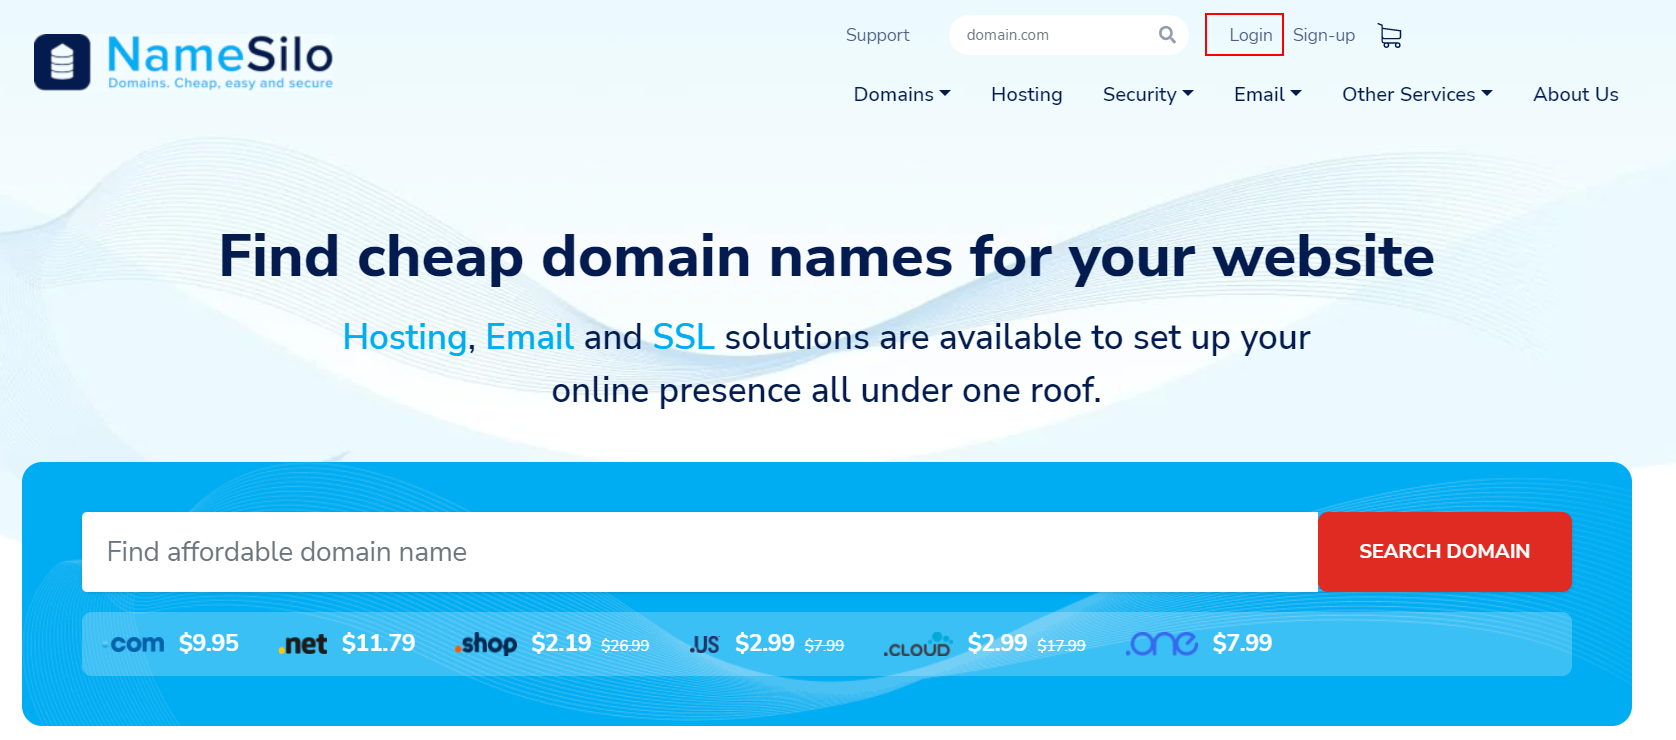 NameSilo
Domains. Cheap, easy and secure
Support
domain.com
Login
Sign-up
Domains
Hosting
Security
Email
Other Services
About Us
Find cheap domain names for your website
Hosting, Email and SSL solutions are available to set up your
online presence all under one roof.
Find affordable domain name
SEARCH DOMAIN
.com $9.95 .net $11.79 .shop $2.19 $26.99 .US $2.99 $7.99 .CLOUD $2.99 $17.99 .one $7.99